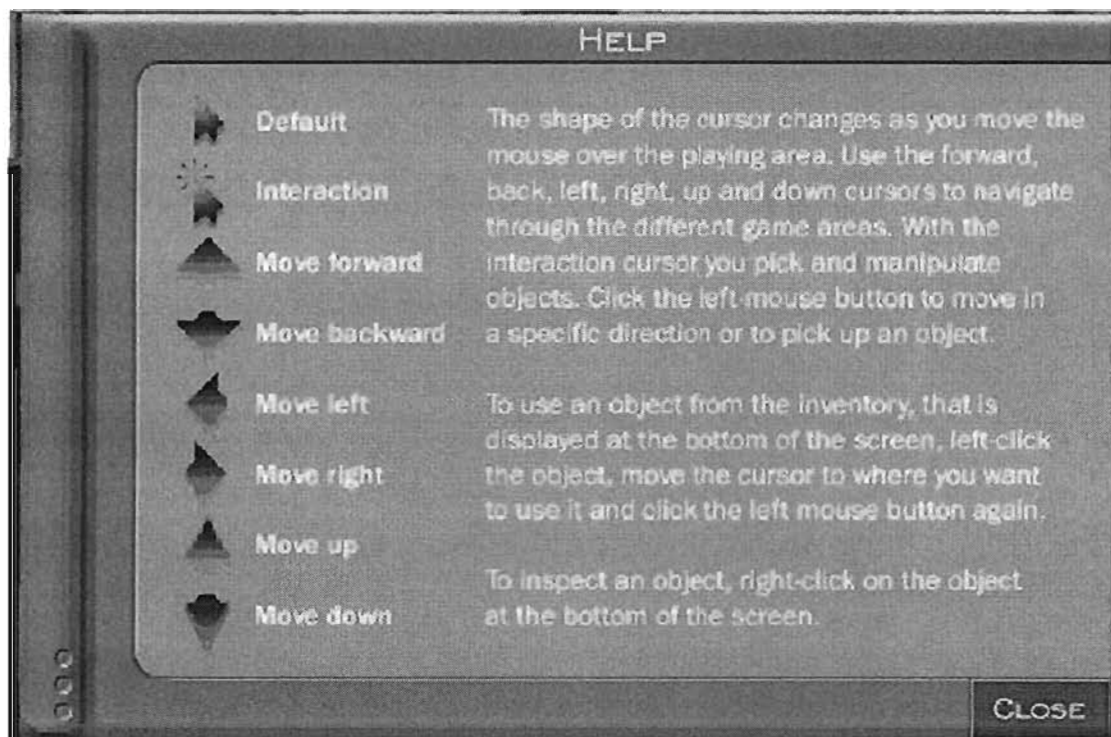 HELP
Default
Interaction
Move forward
Move backward
Move left
Move right
Move up
Move down
The shape of the cursor changes as you move the
mouse over the playing area. Use the forward,
back, left, right, up and down cursors to navigate
through the different game areas. With the
interaction cursor you pick and manipulate
objects. Click the left mouse button to move in
a specific direction or to pick up an object.
To use an object from the inventory, that is
displayed at the bottom of the screen, left-click
the object, move the cursor to where you want
to use it and click the left mouse button again.
To inspect an object, right-click on the object
at the bottom of the screen.
CLOSE